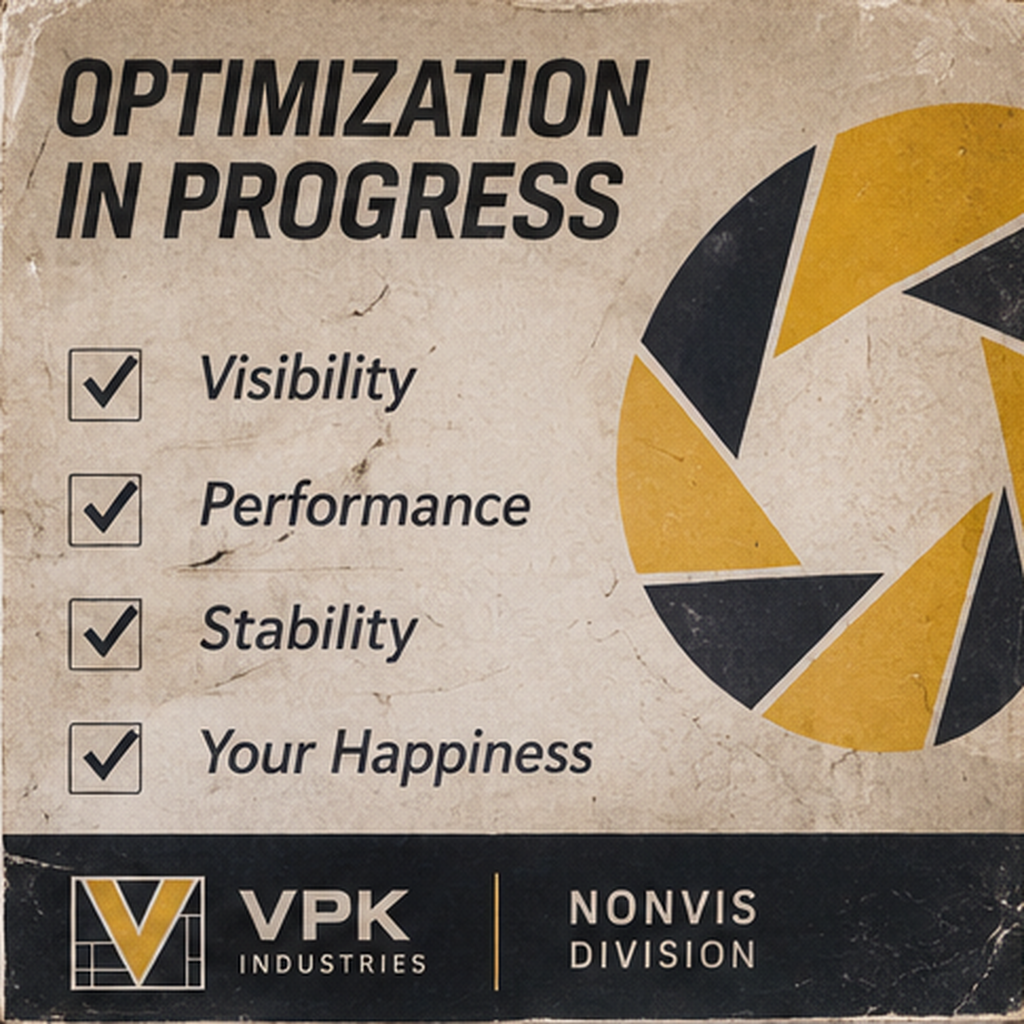 OPTIMIZATION
IN PROGRESS
Visibility
Performance
Stability
Your Happiness
VPK
INDUSTRIES
NONVIS
DIVISION